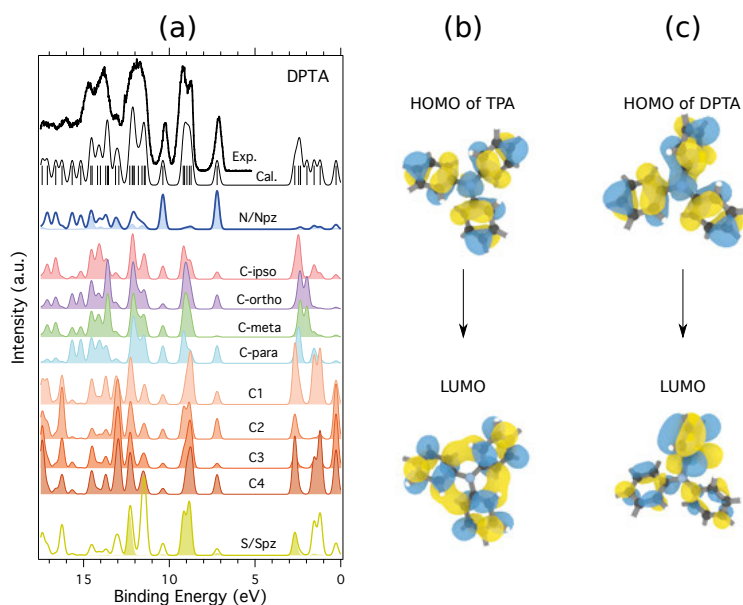 (a)
(b)
(c)
DPTA
Exp.
Cal.
N/Npz
C-ipso
C-ortho
C-meta
C-para
C1
C2
C3
C4
S/Spz
Intensity (a.u.)
15
10
5
0
Binding Energy (eV)
HOMO of TPA
LUMO
HOMO of DPTA
LUMO